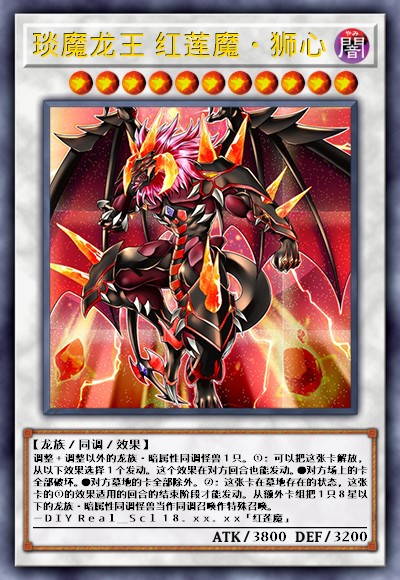 琰魔龙王 红莲魔・狮心
やみ
闇
【龙族／同调／效果】
调整＋调整以外的龙族・暗属性同调怪兽１只。①：可以把这张卡解放，
从以下效果选择１个发动。这个效果在对方回合也能发动。●对方场上的卡
全部破坏。●对方墓地的卡全部除外。②：这张卡在墓地存在的状态，这张
卡的①的效果适用的回合的结束阶段才能发动。从额外卡组把１只８星以
下的龙族・暗属性同调怪兽当作同调召唤作特殊召唤。
－ＤＩＹＲｅａｌ＿Ｓｃｌ１８．ｘｘ．ｘｘ「红莲魔」
ATK/3800 DEF/3200